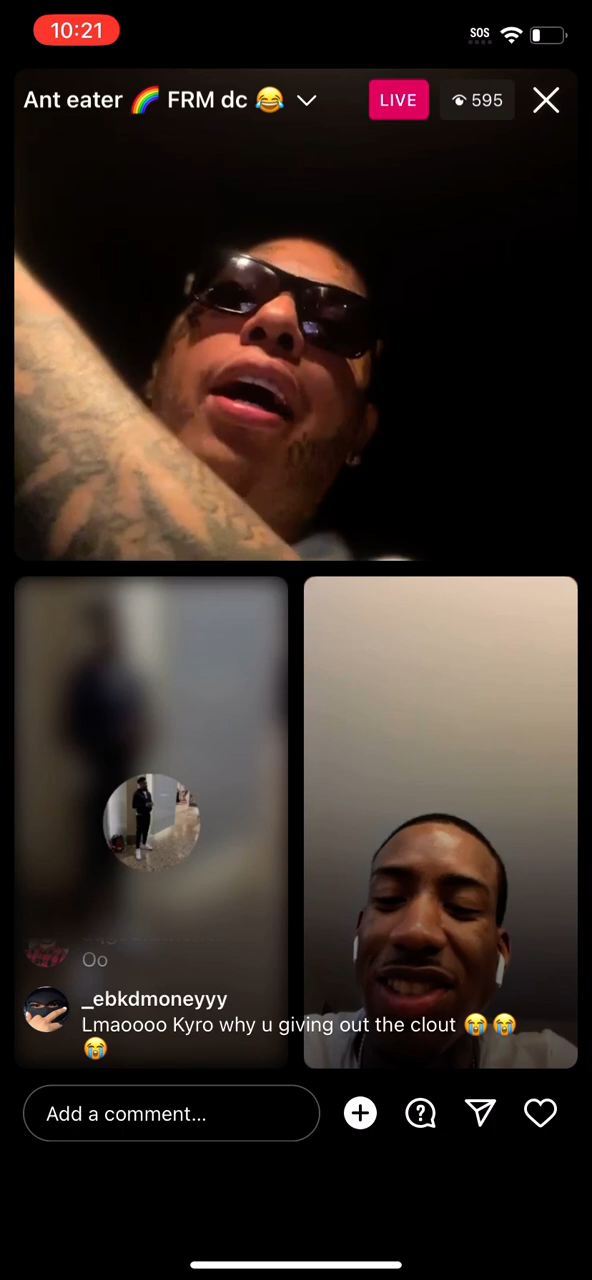 10:21
SOS
Ant eater 🌈 FRM dc 😂
LIVE
595
Oo
_ebkdmoneyyy
Lmaoooo Kyro why u giving out the clout 😭😭
😭
Add a comment...